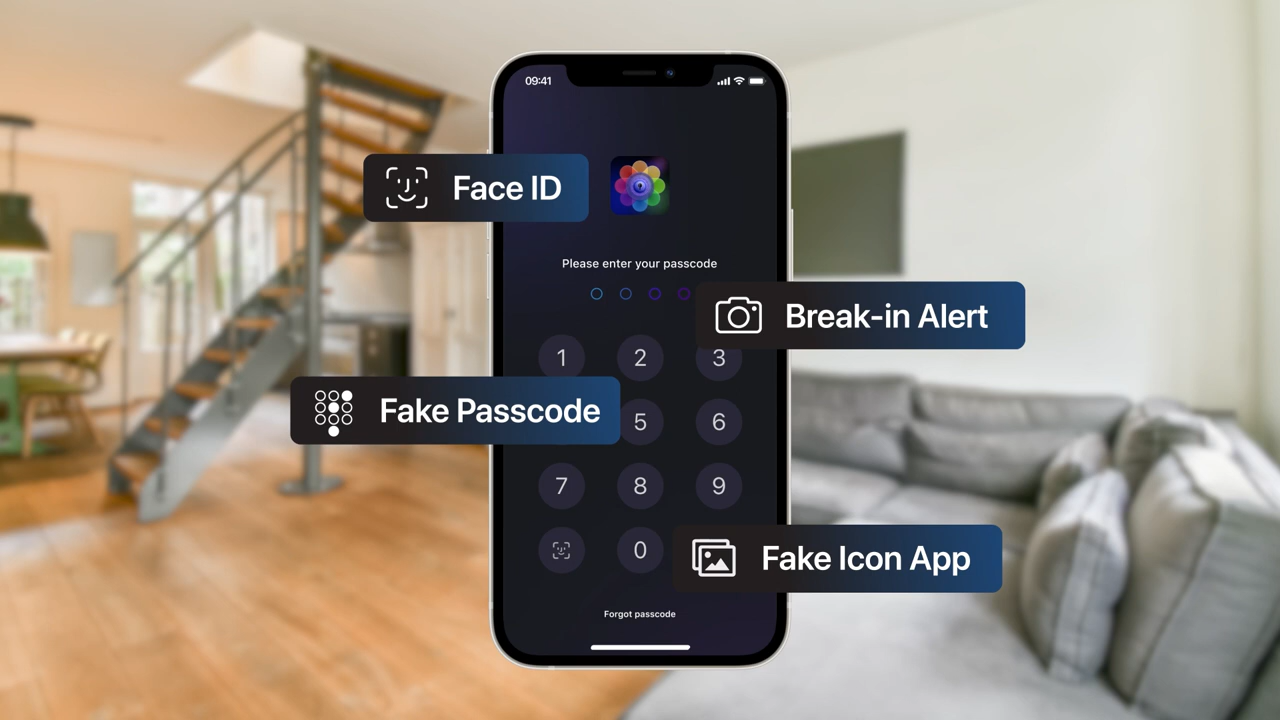 09:41
Face ID
Please enter your passcode
Break-in Alert
1 2 3
Fake Passcode
5 6
7 8 9
0
Fake Icon App
Forgot passcode